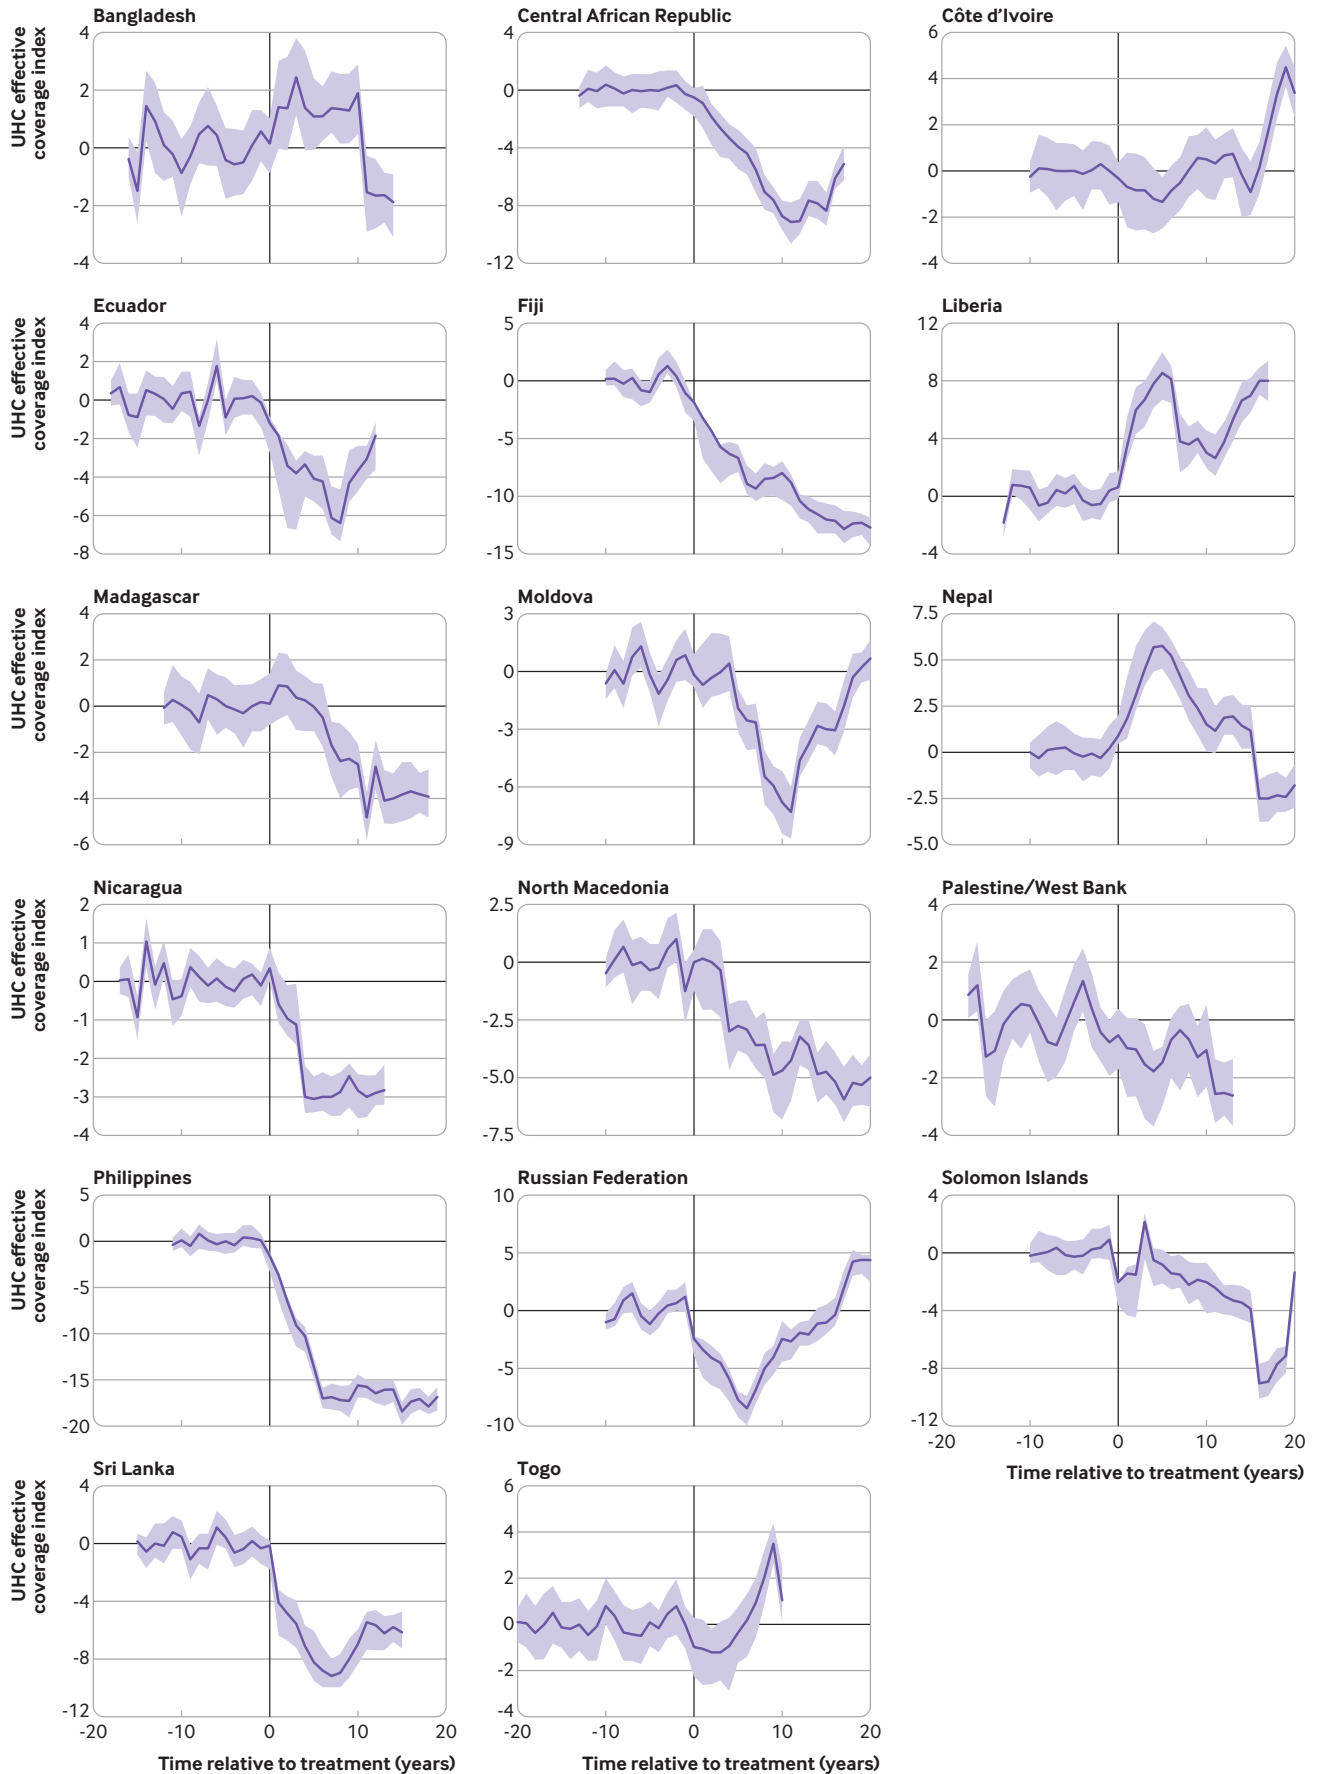 Bangladesh
UHC effective
coverage index
4
2
0
-2
-4
Central African Republic
4
0
-4
-8
-12
Côte d'Ivoire
6
4
2
0
-2
-4
Ecuador
UHC effective
coverage index
4
2
0
-2
-4
-6
-8
Fiji
5
0
-5
-10
-15
Liberia
12
8
4
0
-4
Madagascar
UHC effective
coverage index
4
2
0
-2
-4
-6
Moldova
3
0
-3
-6
-9
Nepal
7.5
5.0
2.5
0
-2.5
-5.0
Nicaragua
UHC effective
coverage index
2
1
0
-1
-2
-3
-4
North Macedonia
2.5
0
-2.5
-5.0
-7.5
Palestine/West Bank
4
2
0
-2
-4
Philippines
UHC effective
coverage index
5
0
-5
-10
-15
-20
Russian Federation
10
5
0
-5
-10
Solomon Islands
4
0
-4
-8
-12
-20 -10 0 10 20
Time relative to treatment (years)
Sri Lanka
UHC effective
coverage index
4
0
-4
-8
-12
-20 -10 0 10 20
Time relative to treatment (years)
Togo
6
4
2
0
-2
-4
-20 -10 0 10 20
Time relative to treatment (years)